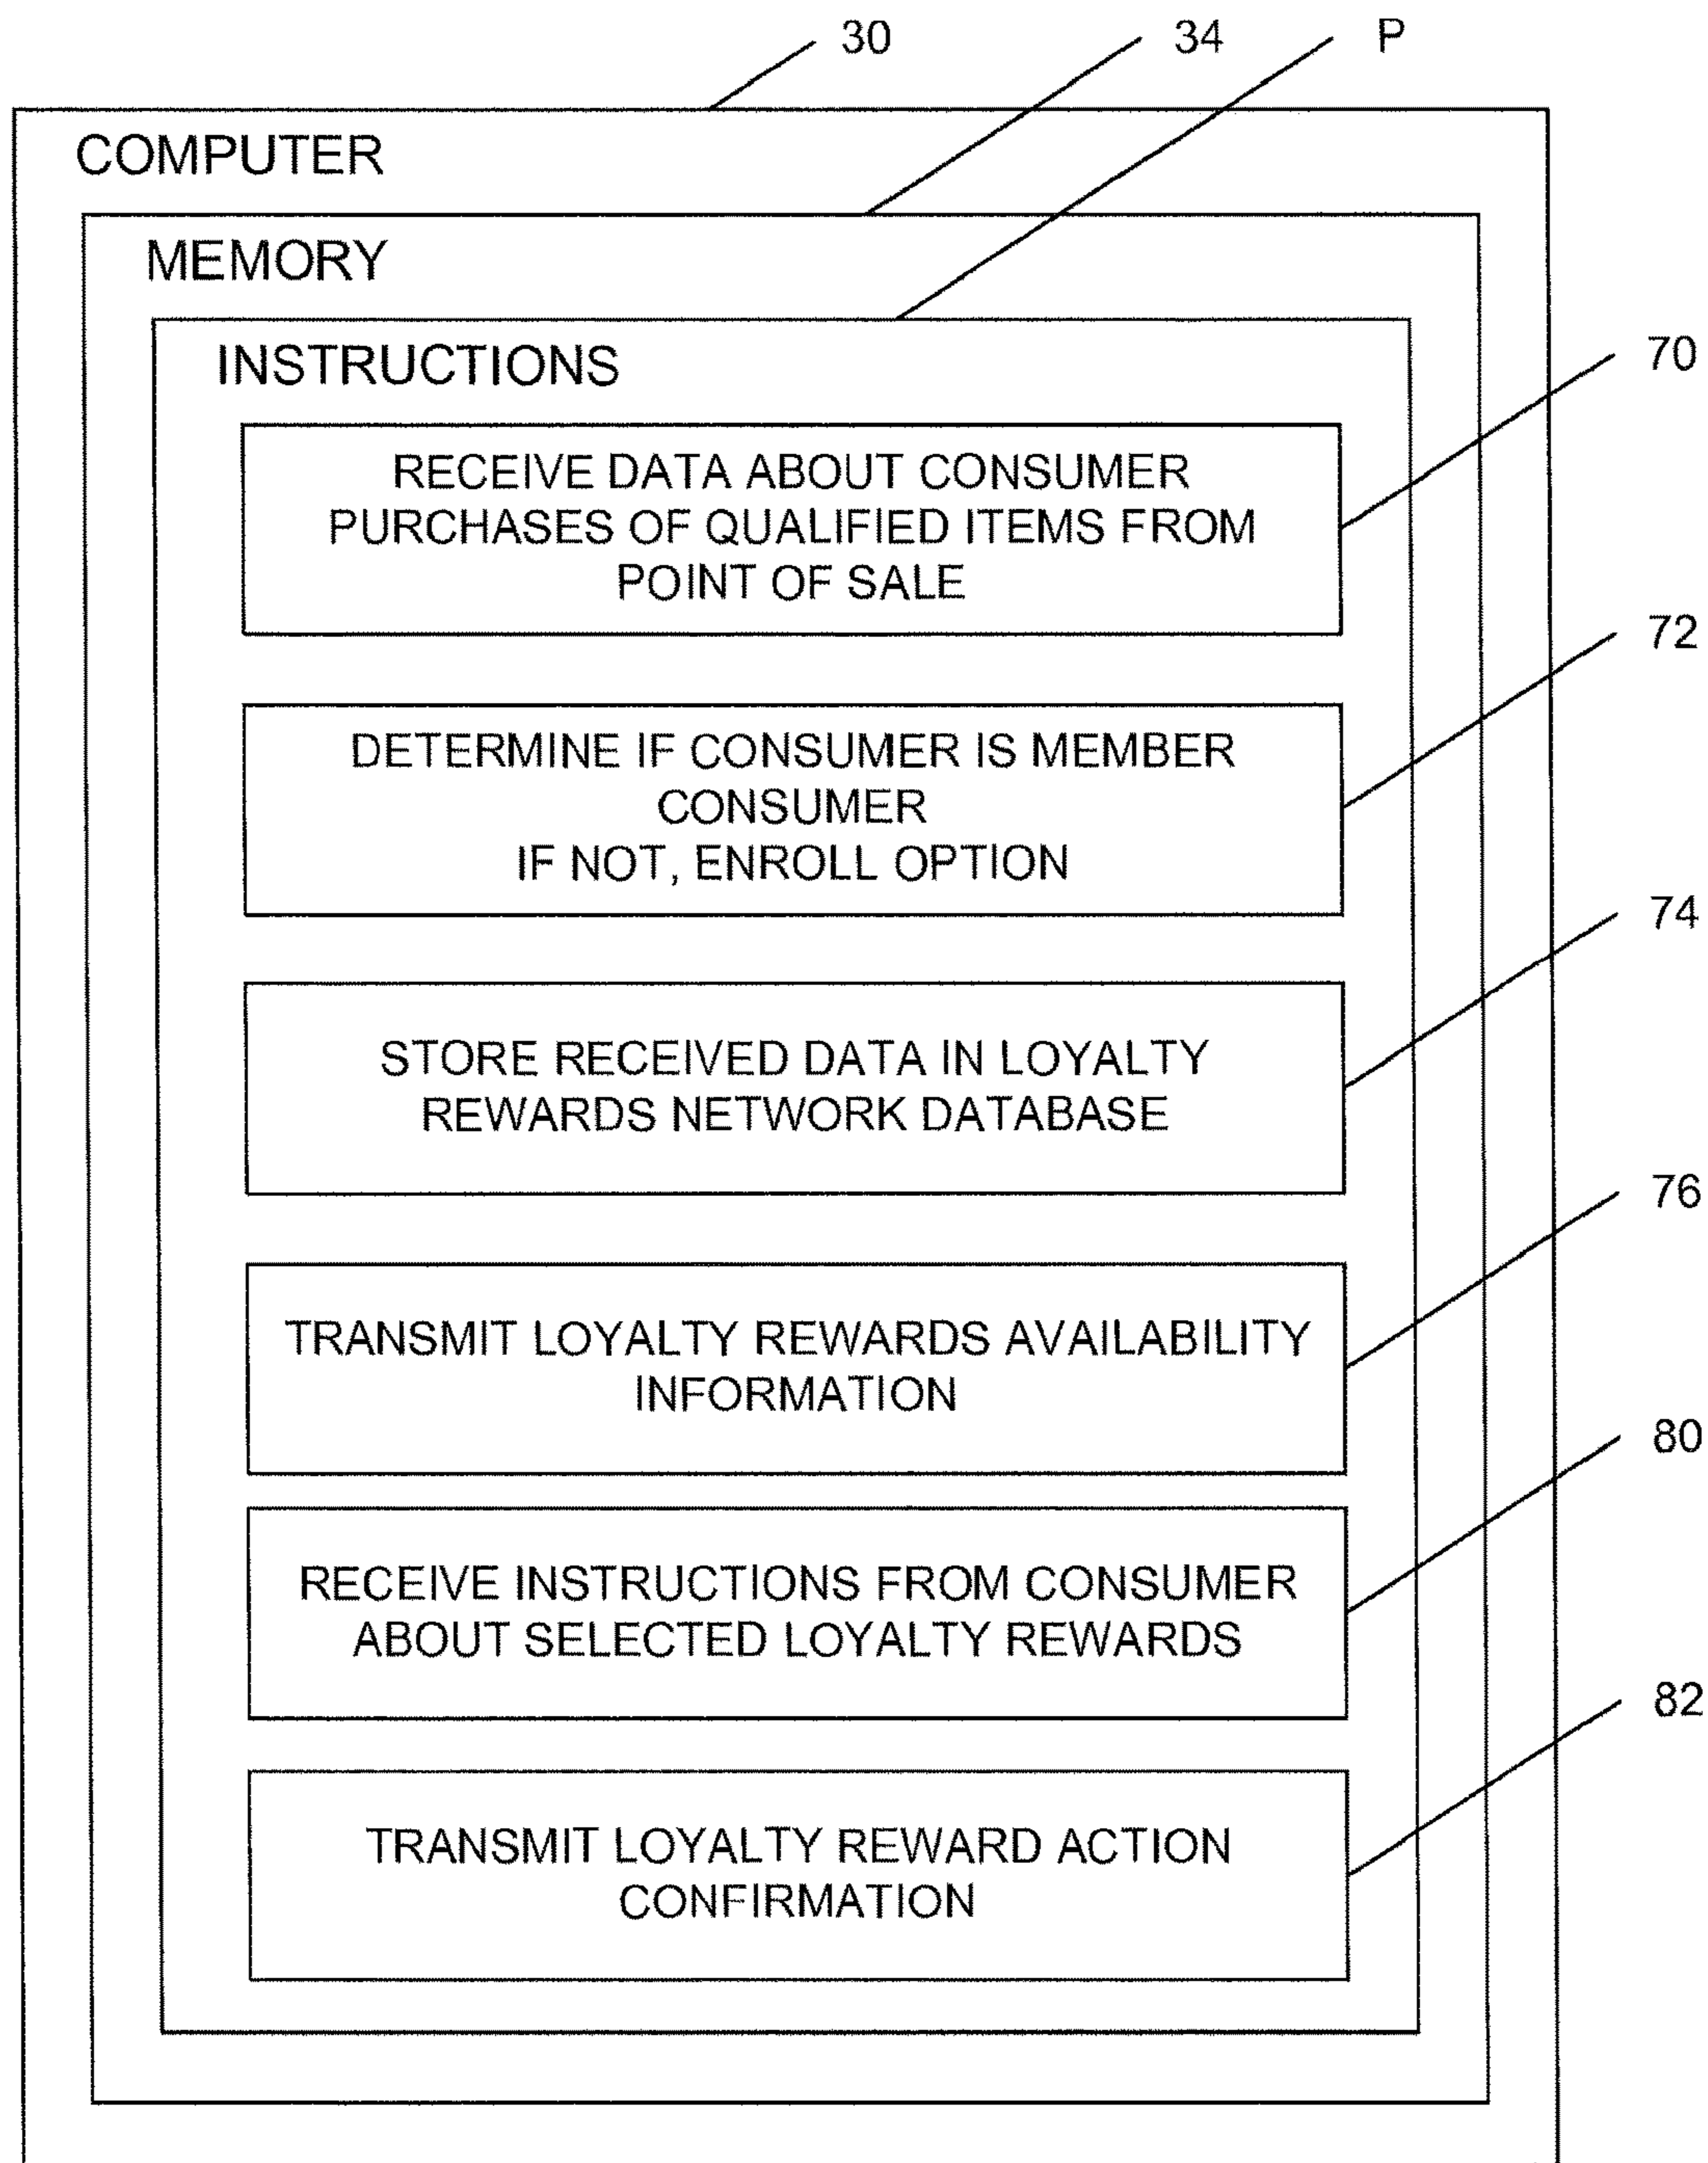 30
34
P
COMPUTER
MEMORY
INSTRUCTIONS
70
RECEIVE DATA ABOUT CONSUMER
PURCHASES OF QUALIFIED ITEMS FROM
POINT OF SALE
72
DETERMINE IF CONSUMER IS MEMBER
CONSUMER
IF NOT, ENROLL OPTION
74
STORE RECEIVED DATA IN LOYALTY
REWARDS NETWORK DATABASE
76
TRANSMIT LOYALTY REWARDS AVAILABILITY
INFORMATION
80
RECEIVE INSTRUCTIONS FROM CONSUMER
ABOUT SELECTED LOYALTY REWARDS
82
TRANSMIT LOYALTY REWARD ACTION
CONFIRMATION